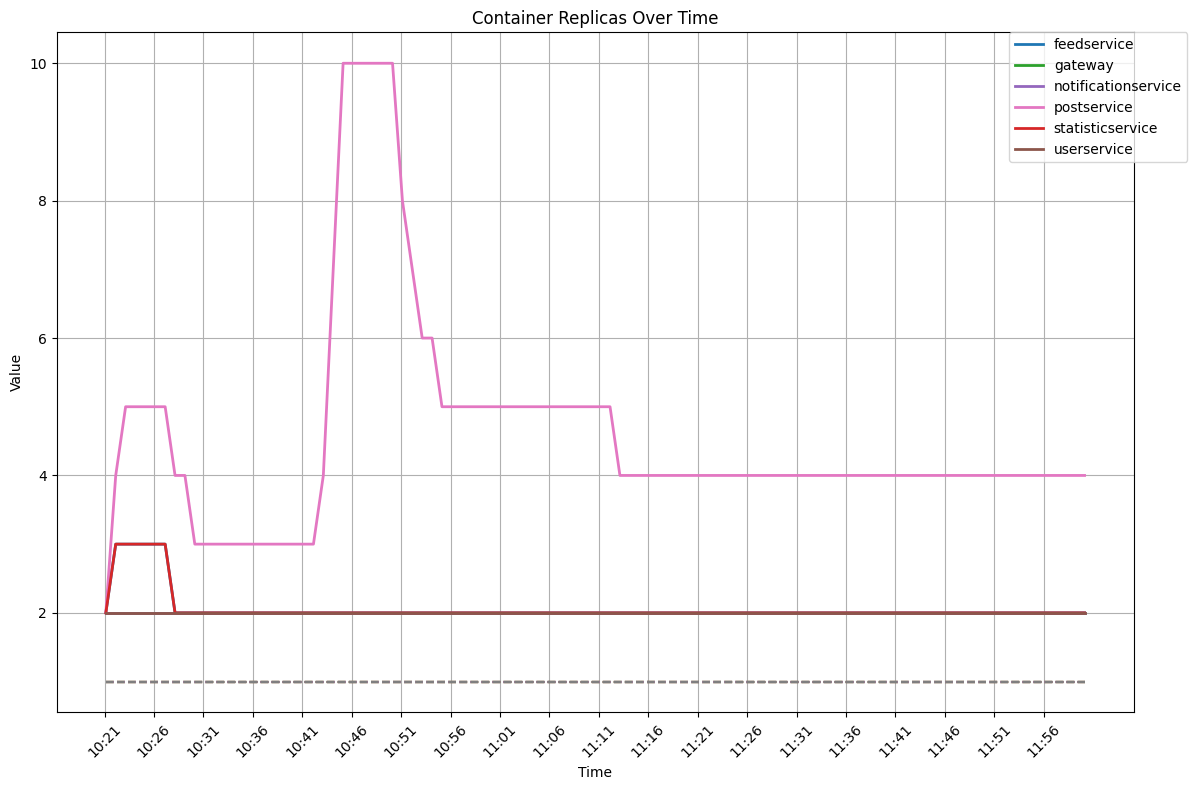 Container Replicas Over Time
feedservice
gateway
notificationservice
postservice
statisticservice
userservice
10
8
6
4
2
Value
10:21
10:26
10:31
10:36
10:41
10:46
10:51
10:56
11:01
11:06
11:11
11:16
11:21
11:26
11:31
11:36
11:41
11:46
11:51
11:56
Time